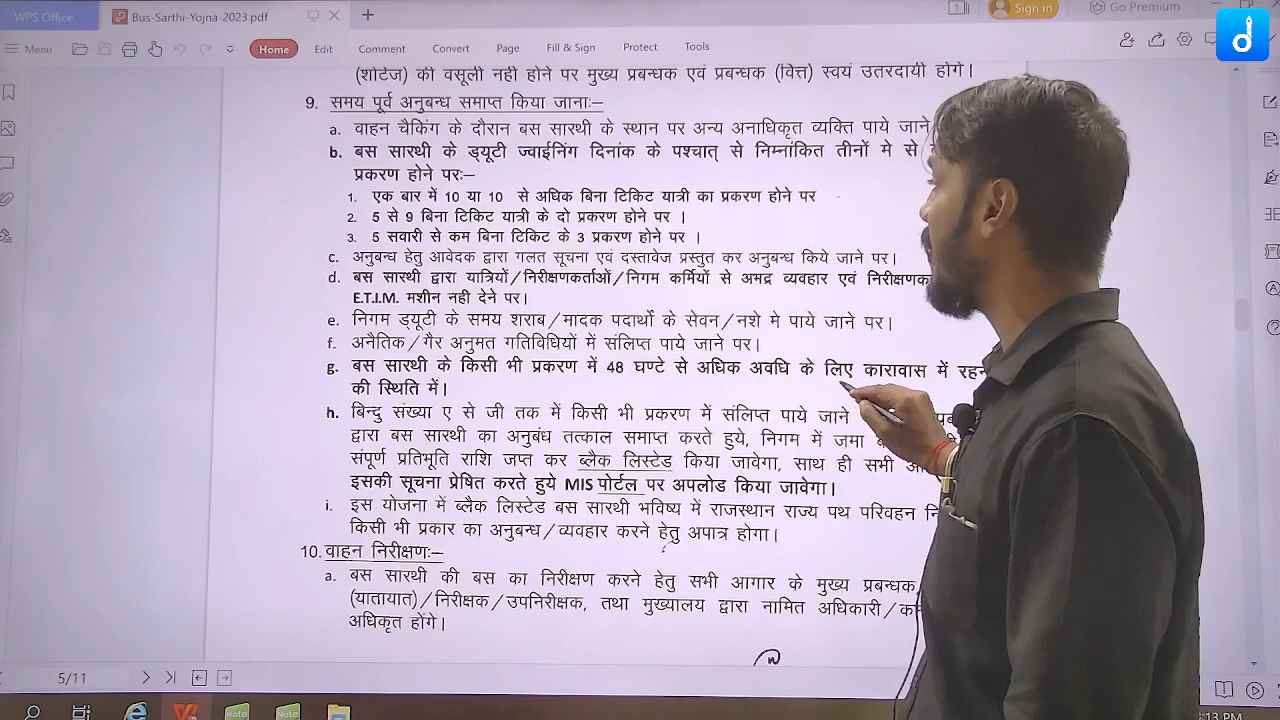 WPS Office
Bus-Sarthi-Yojna-2023.pdf
Sign in
Go Premium
Menu
Home
Edit
Comment
Convert
Page
Fill & Sign
Protect
Tools
(शोर्टेज) की वसूली नही होने पर मुख्य प्रबन्धक एवं प्रबन्धक (वित्त) स्वयं उतरदायी होगें।
9. समय पूर्व अनुबन्ध समाप्त किया जानाः–
a. वाहन चैकिंग के दौरान बस सारथी के स्थान पर अन्य अनाधिकृत व्यक्ति पाये जाने
b. बस सारथी के ड्यूटी ज्वाईनिंग दिनांक के पश्चात् से निम्नांकित तीनों मे से
प्रकरण होने परः–
1. एक बार में 10 या 10 से अधिक बिना टिकिट यात्री का प्रकरण होने पर
2. 5 से 9 बिना टिकिट यात्री के दो प्रकरण होने पर ।
3. 5 सवारी से कम बिना टिकिट के 3 प्रकरण होने पर ।
c. अनुबन्ध हेतु आवेदक द्वारा गलत सूचना एवं दस्तावेज प्रस्तुत कर अनुबन्ध किये जाने पर।
d. बस सारथी द्वारा यात्रियों/निरीक्षणकर्ताओं/निगम कर्मियों से अमद्र व्यवहार एवं
E.T.I.M. मशीन नही देने पर।
e. निगम ड्यूटी के समय शराब/मादक पदार्थो के सेवन/नशे मे पाये जाने पर।
f. अनैतिक/गैर अनुमत गतिविधियों में संलिप्त पाये जाने पर।
g. बस सारथी के किसी भी प्रकरण में 48 घण्टे से अधिक अवधि के लिए कारावास में
की स्थिति में।
h. बिन्दु संख्या ए से जी तक में किसी भी प्रकरण में संलिप्त पाये जाने
द्वारा बस सारथी का अनुबंध तत्काल समाप्त करते हुये, निगम में जमा
संपूर्ण प्रतिमूति राशि जप्त कर ब्लैक लिस्टेड किया जावेगा, साथ ही सभी
इसकी सूचना प्रेषित करते हुये MIS पोर्टल पर अपलोड किया जावेगा।
i. इस योजना में ब्लैक लिस्टेड बस सारथी भविष्य में राजस्थान राज्य पथ परिवहन
किसी भी प्रकार का अनुबन्ध/व्यवहार करने हेतु अपात्र होगा।
10. वाहन निरीक्षणः–
a. बस सारथी की बस का निरीक्षण करने हेतु सभी आगार के मुख्य प्रबन्धक,
(यातायात)/निरीक्षक/उपनिरीक्षक, तथा मुख्यालय द्वारा नामित अधिकारी/
अधिकृत होंगे।
5/11
Note
Note
:13 PM